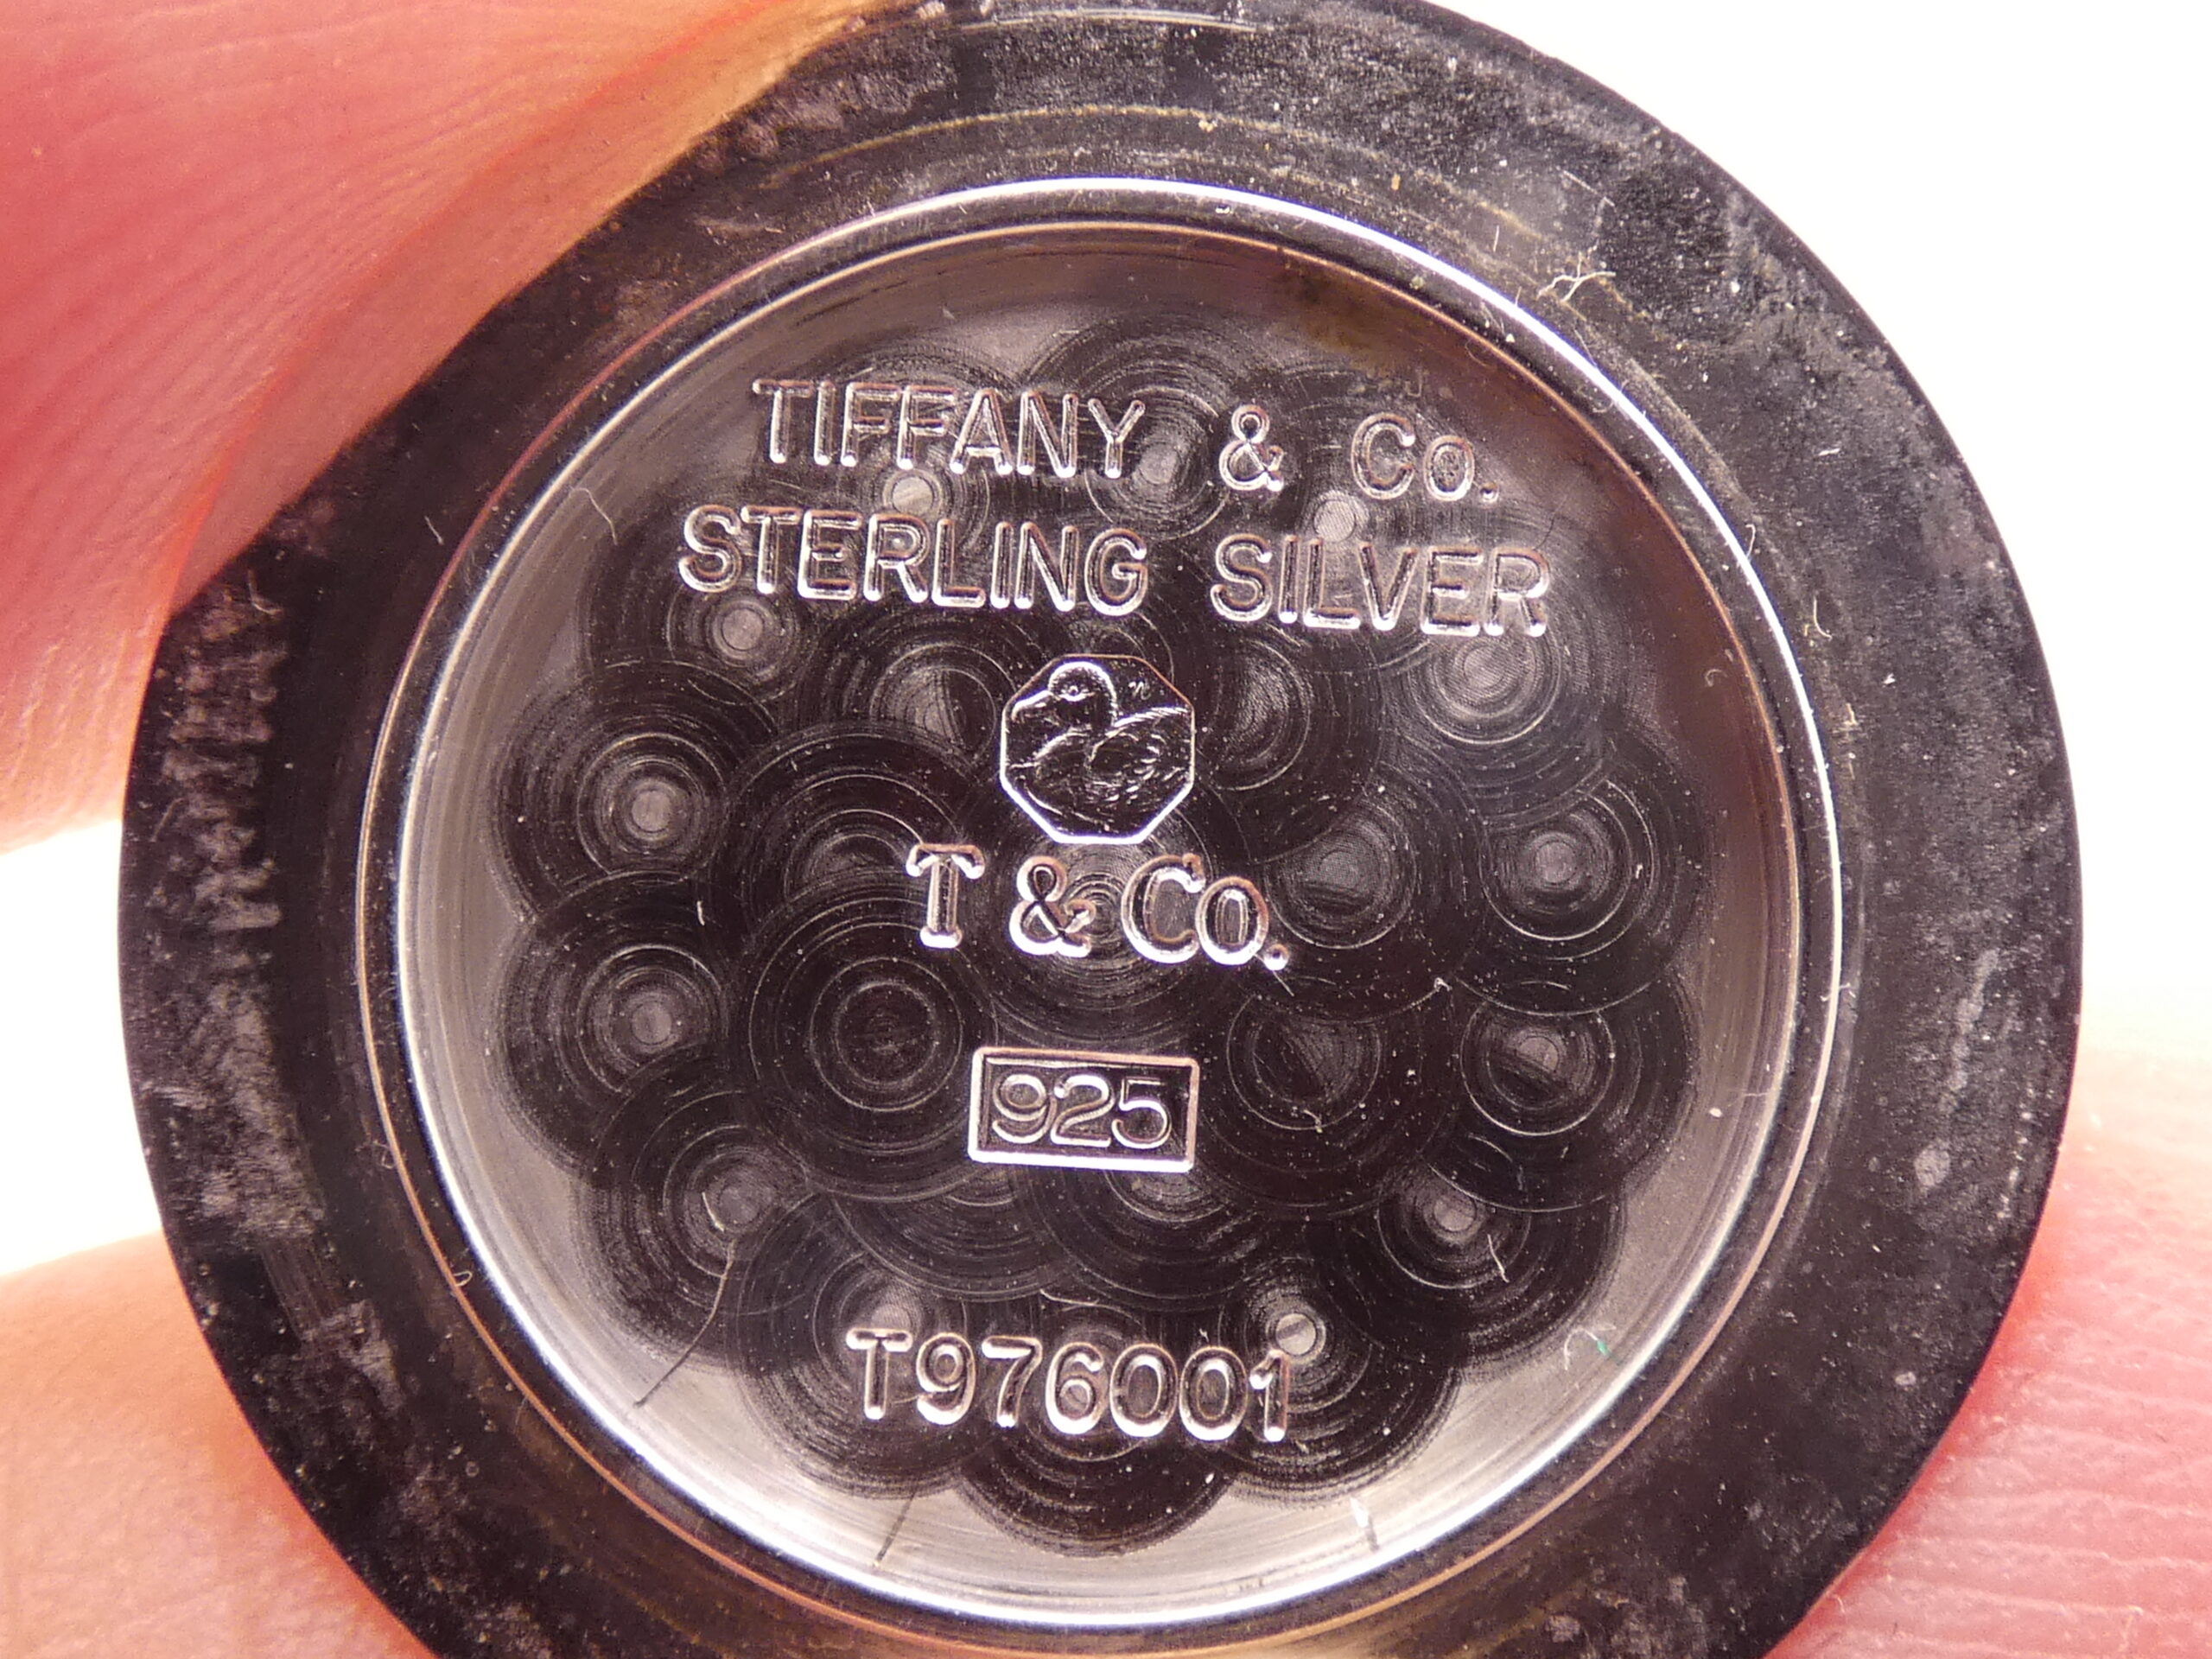 TIFFANY & Co.
STERLING SILVER
T & Co.
925
T976001